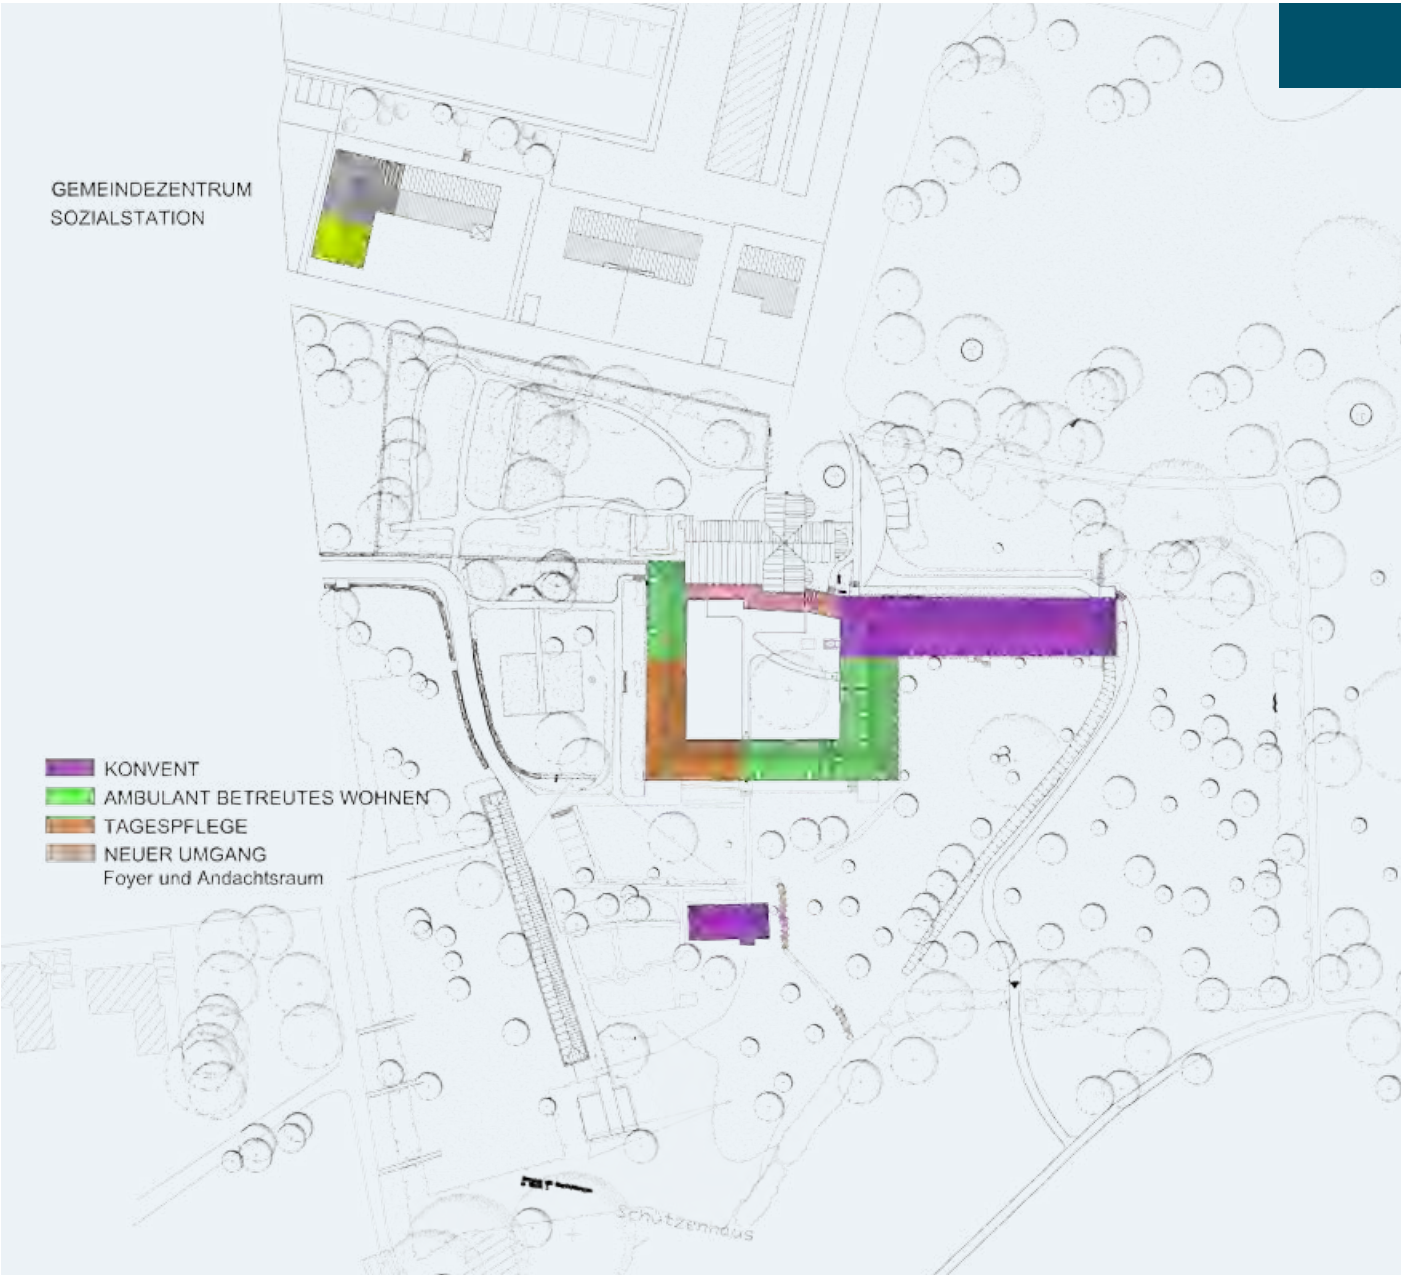 GEMEINDEZENTRUM
SOZIALSTATION
KONVENT
AMBULANT BETREUTES WOHNEN
TAGESPFLEGE
NEUER UMGANG
Foyer und Andachtsraum
Schützenhaus